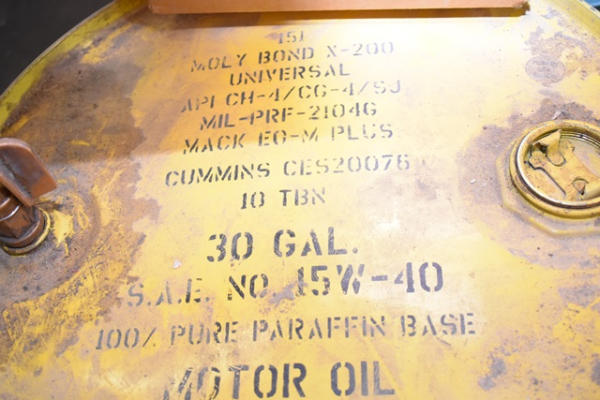 151
MOLY BOND X-200
UNIVERSAL
API CH-4/CG-4/SJ
MIL-PRF-2104G
MACK EO-M PLUS
CUMMINS CES20076
10 TBN
30 GAL.
S.A.E. NO. 15W-40
100% PURE PARAFFIN BASE
MOTOR OIL